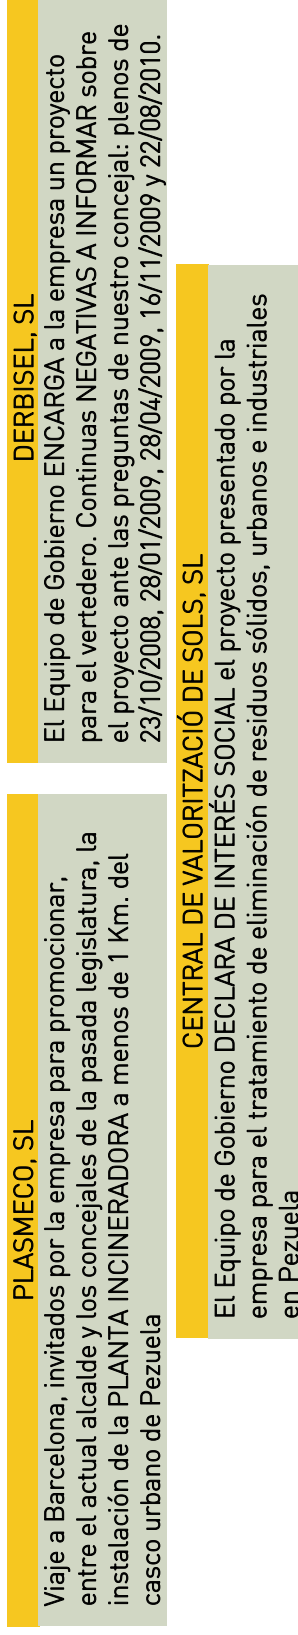 PLASMECO, SL
Viaje a Barcelona, invitados por la empresa para promocionar,
entre el actual alcalde y los concejales de la pasada legislatura, la
instalación de la PLANTA INCINERADORA a menos de 1 Km. del
casco urbano de Pezuela
DERBISEL, SL
El Equipo de Gobierno ENCARGA a la empresa un proyecto
para el vertedero. Continuas NEGATIVAS A INFORMAR sobre
el proyecto ante las preguntas de nuestro concejal: plenos de
23/10/2008, 28/01/2009, 28/04/2009, 16/11/2009 y 22/08/2010.
CENTRAL DE VALORITZACIÓ DE SOLS, SL
El Equipo de Gobierno DECLARA DE INTERÉS SOCIAL el proyecto presentado por la
empresa para el tratamiento de eliminación de residuos sólidos, urbanos e industriales
en Pezuela